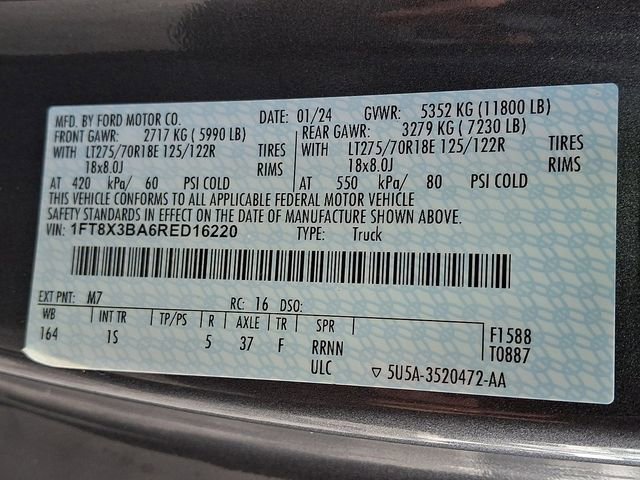 MFD. BY FORD MOTOR CO. DATE: 01/24 GVWR: 5352 KG (11800 LB)
FRONT GAWR: 2717 KG (5990 LB) REAR GAWR: 3279 KG (7230 LB)
WITH LT275/70R18E 125/122R TIRES WITH LT275/70R18E 125/122R TIRES
18x8.0J RIMS 18x8.0J RIMS
AT 420 kPa/ 60 PSI COLD AT 550 kPa/ 80 PSI COLD
THIS VEHICLE CONFORMS TO ALL APPLICABLE FEDERAL MOTOR VEHICLE
SAFETY STANDARDS IN EFFECT ON THE DATE OF MANUFACTURE SHOWN ABOVE.
VIN: 1FT8X3BA6RED16220 TYPE: Truck
EXT PNT: M7 RC: 16 DSO:
WB INT TR TP/PS R AXLE TR SPR F1588
164 1S 5 37 F RRNN T0887
ULC ▽ 5U5A-3520472-AA